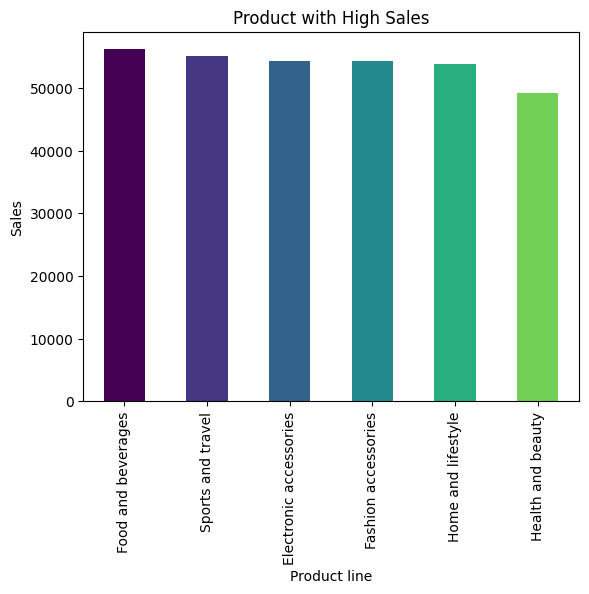 Product with High Sales
Sales
50000
40000
30000
20000
10000
0
Food and beverages
Sports and travel
Electronic accessories
Fashion accessories
Home and lifestyle
Health and beauty
Product line